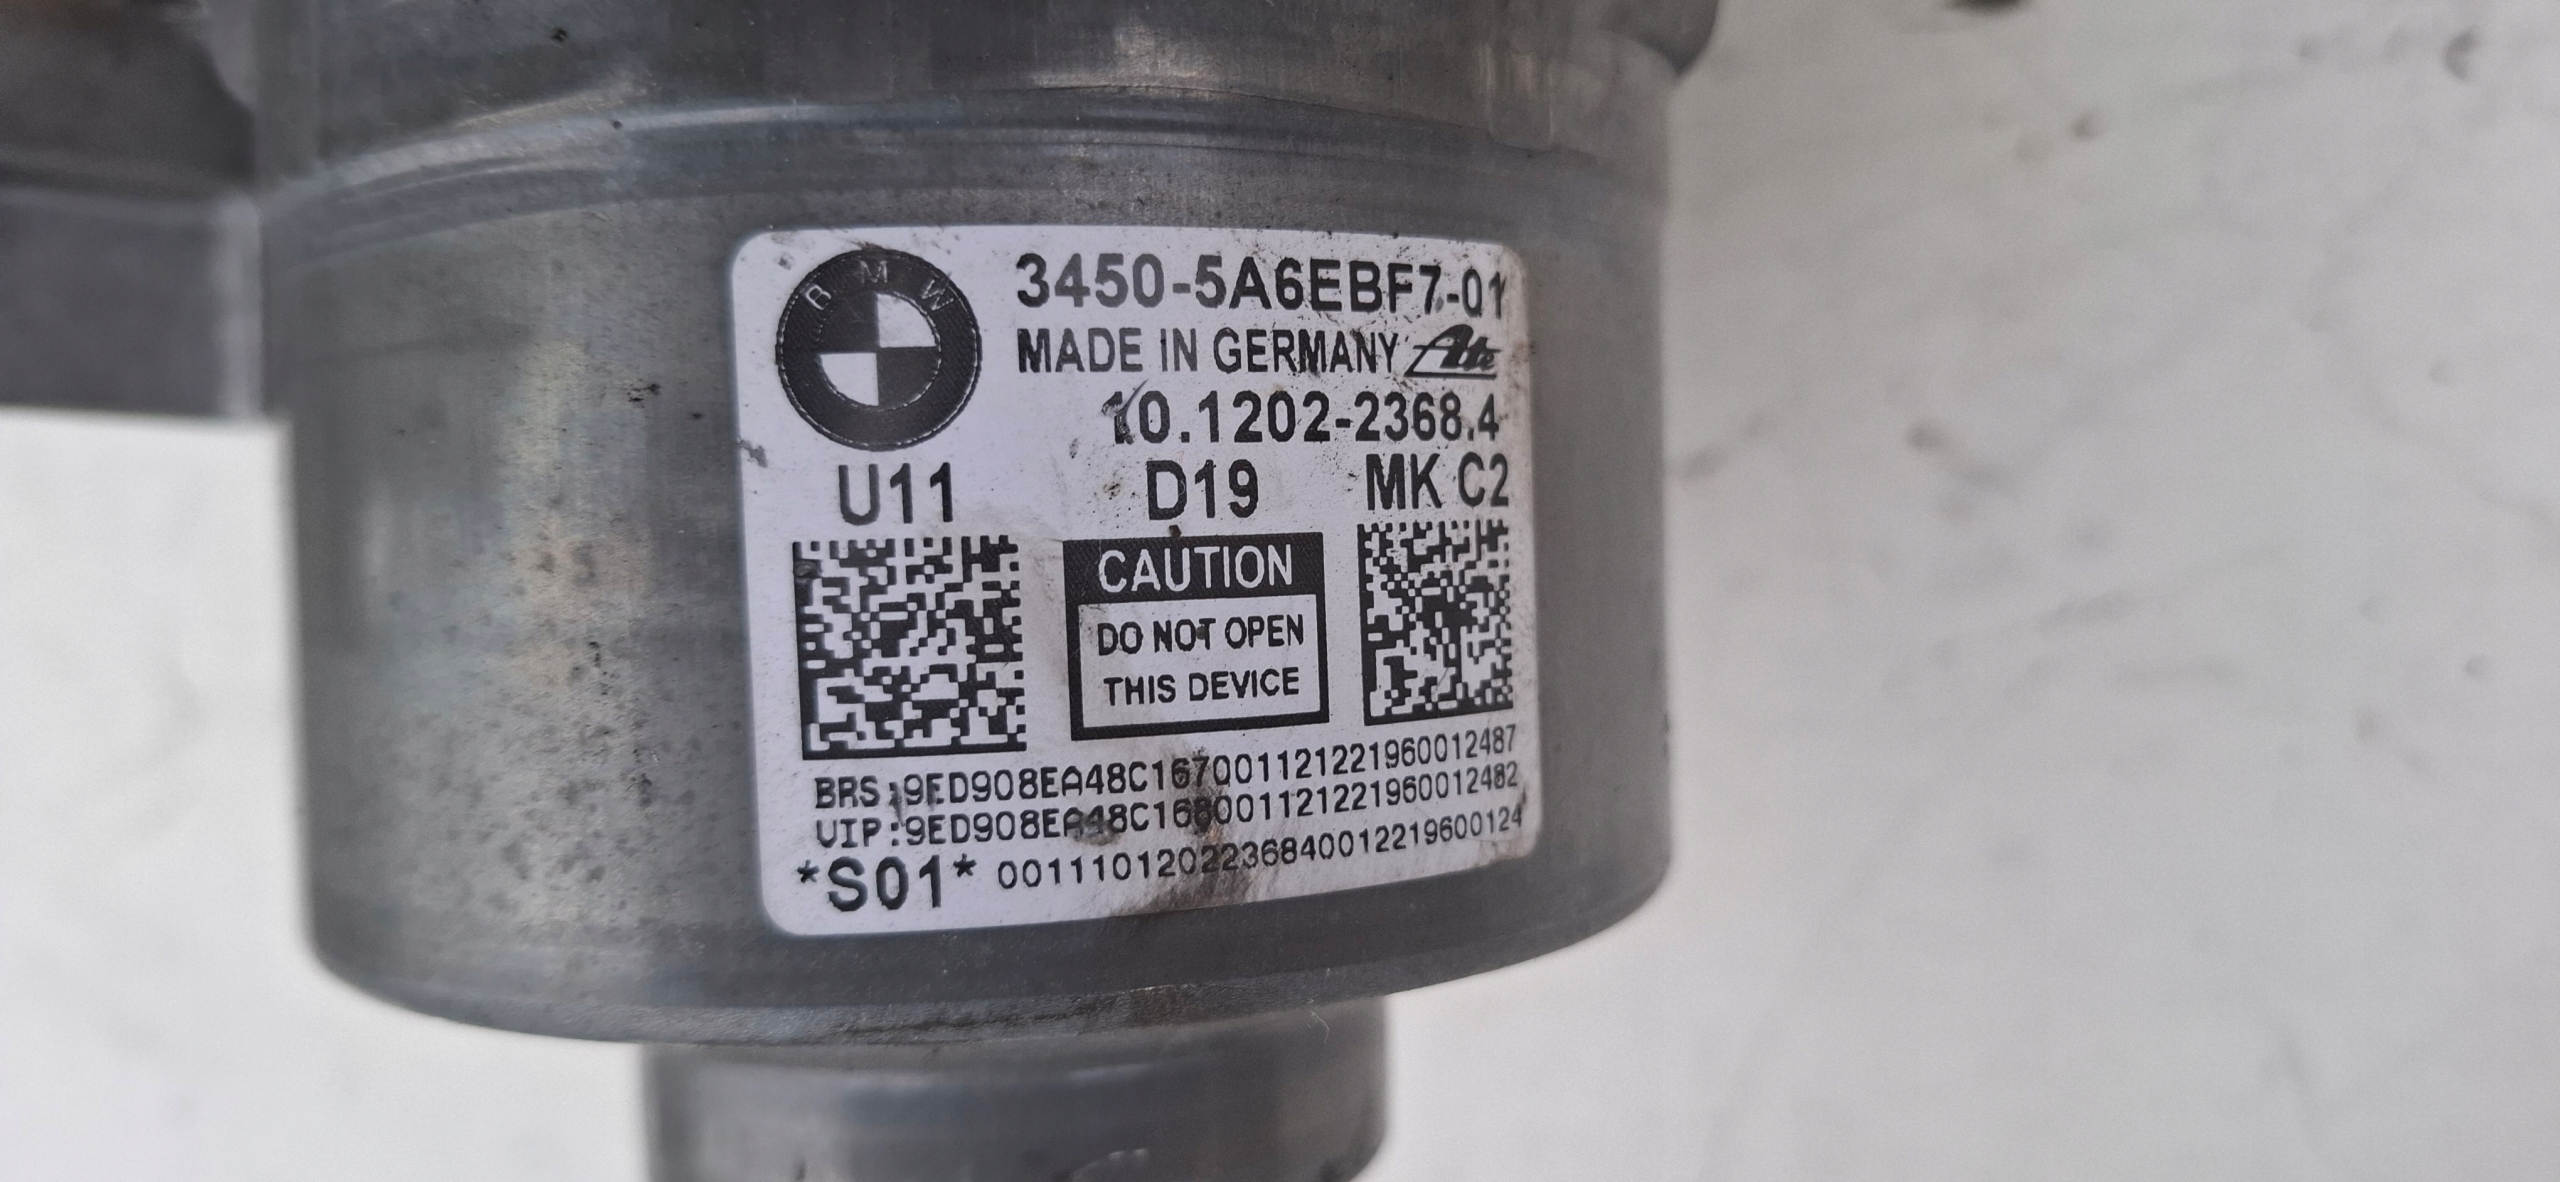 BMW
3450-5A6EBF7-01
MADE IN GERMANY Ate
10.1202-2368.4
U11 D19 MK C2
CAUTION
DO NOT OPEN
THIS DEVICE
BRS:9ED908EA48C167001121221960012487
VIP:9ED908EA48C168001121221960012482
*S01* 0011101202236840012219600124